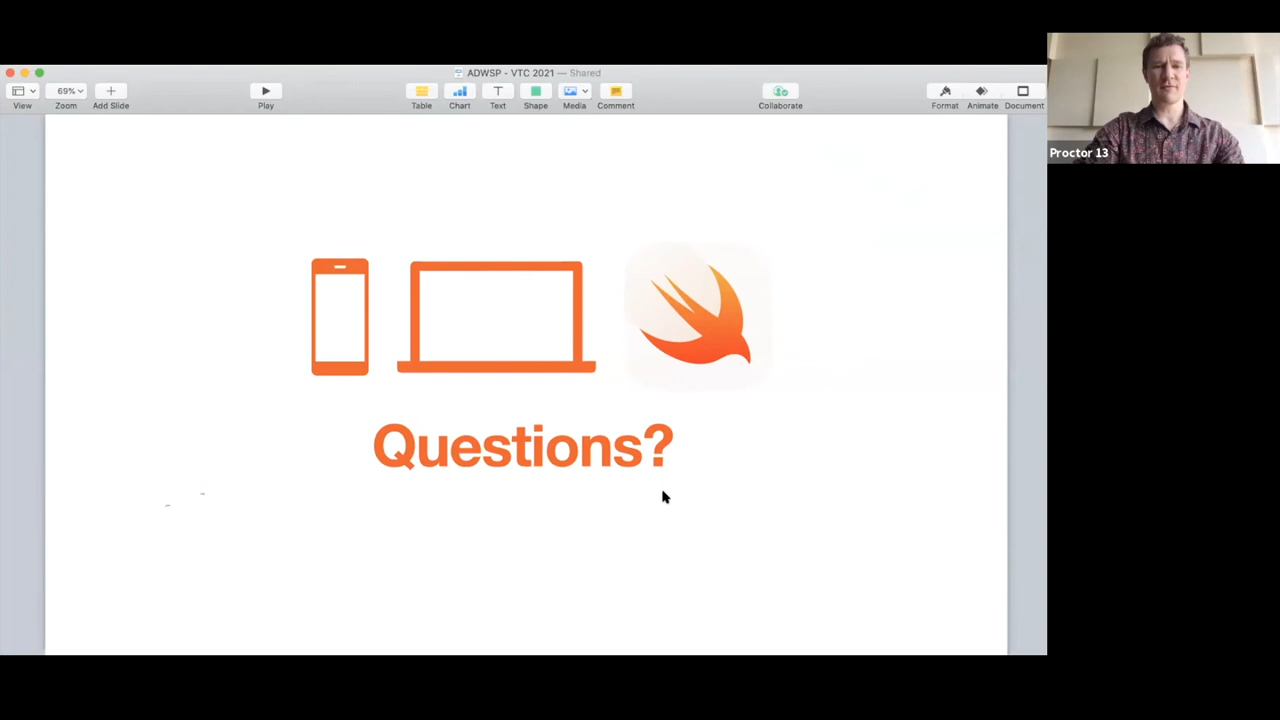 ADWSP - VTC 2021 — Shared
69%
View
Zoom
Add Slide
Play
Table
Chart
Text
Shape
Media
Comment
Collaborate
Format
Animate
Document
Proctor 13
Questions?